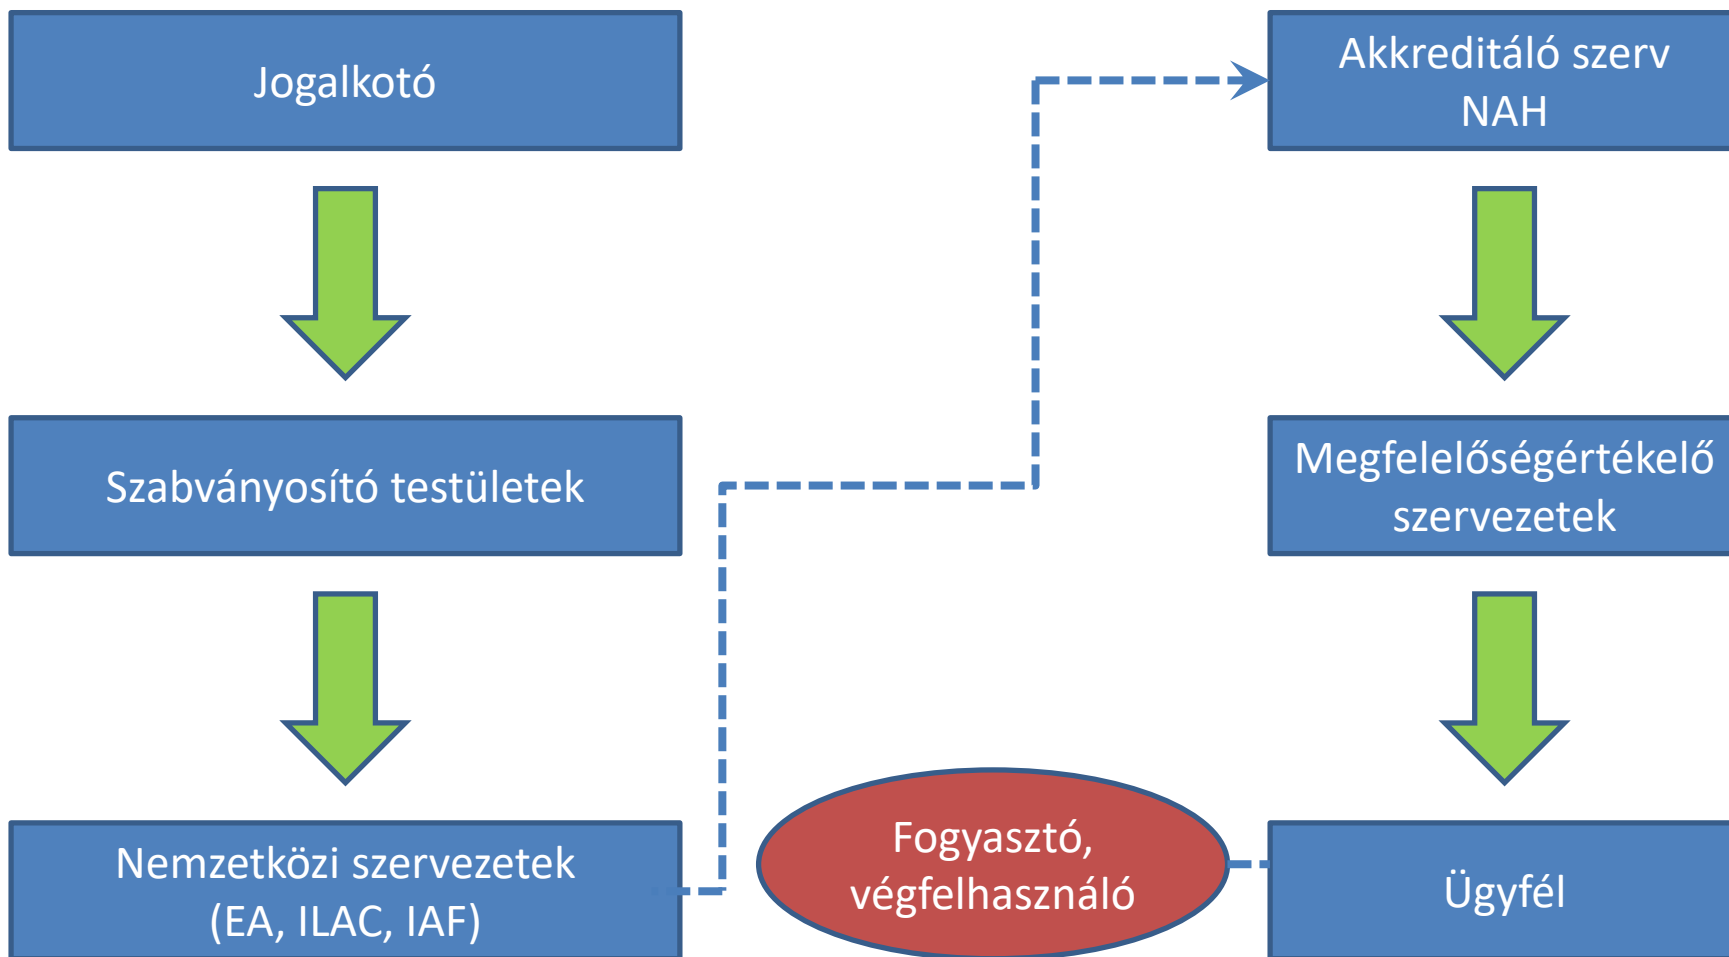 Jogalkotó
Szabványosító testületek
Nemzetközi szervezetek
(EA, ILAC, IAF)
Akkreditáló szerv
NAH
Megfelelőségértékelő
szervezetek
Ügyfél
Fogyasztó,
végfelhasználó